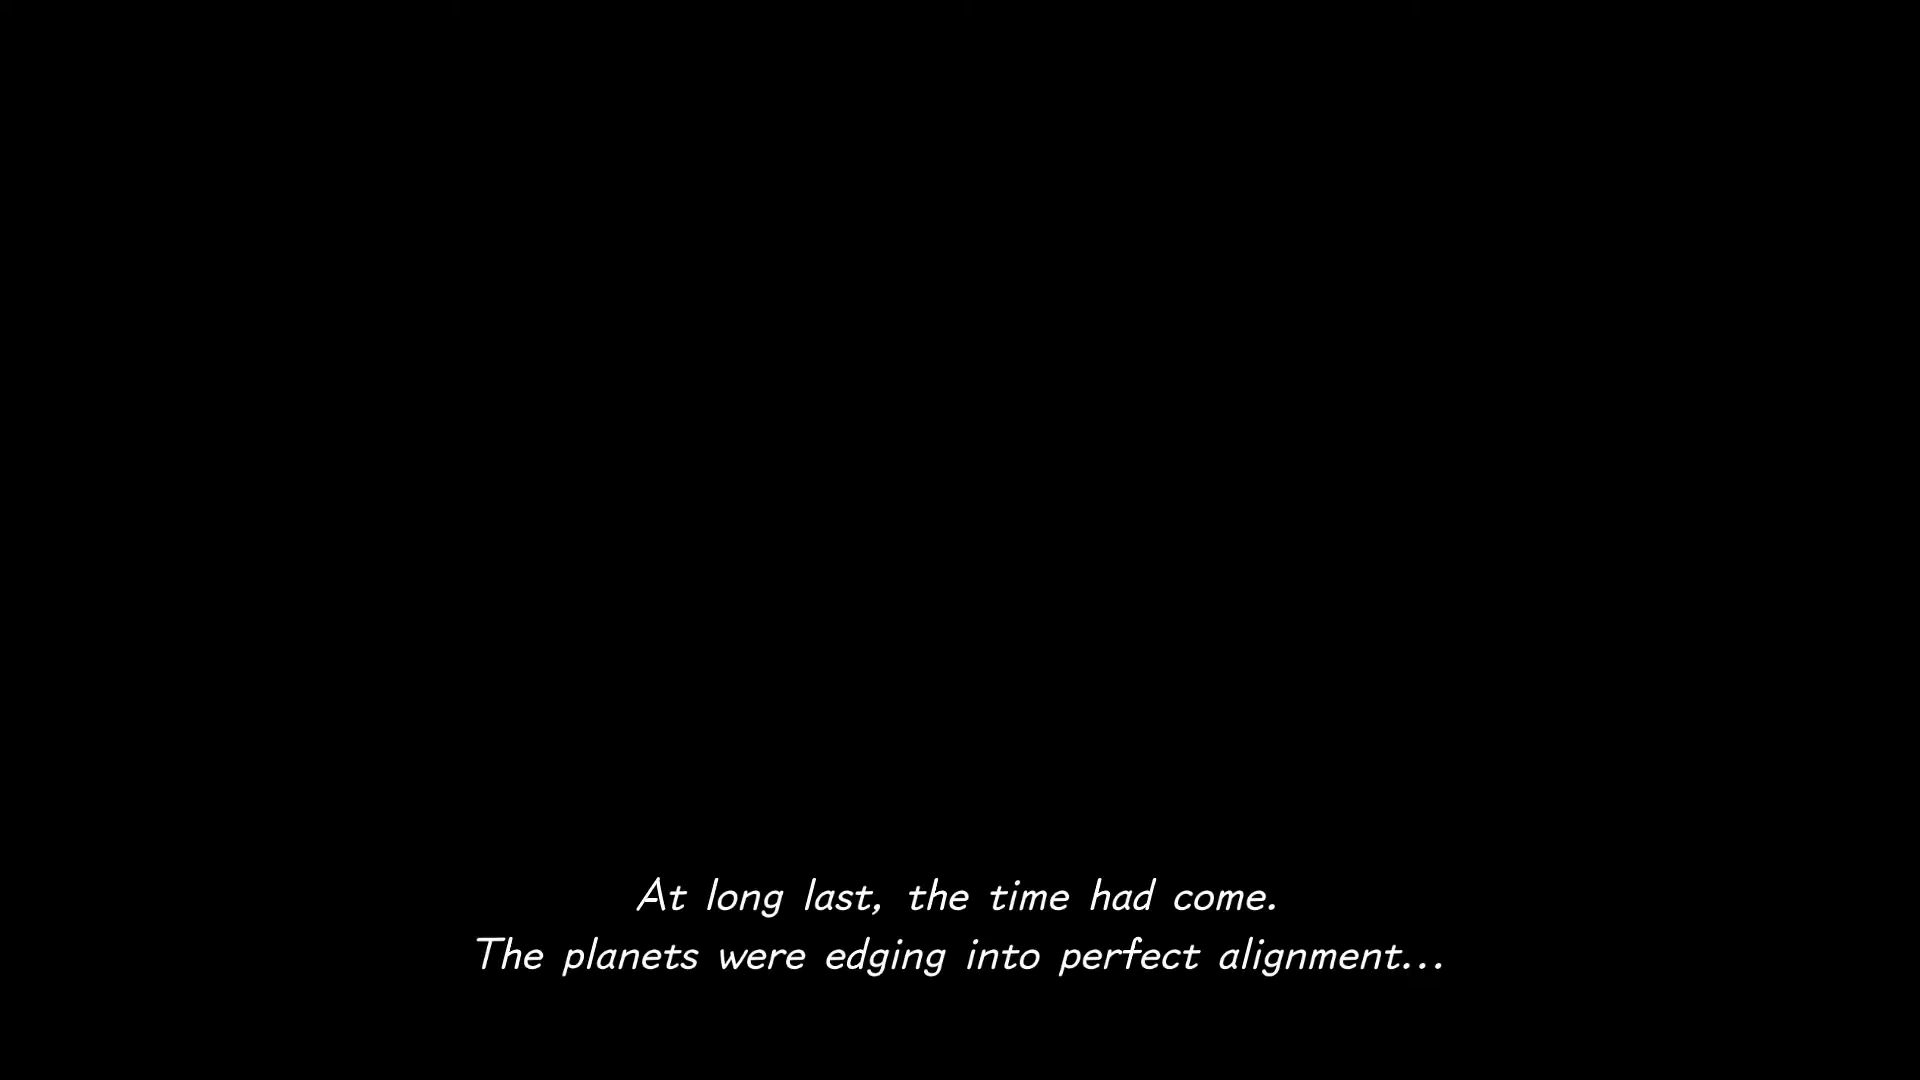 At long last, the time had come.
The planets were edging into perfect alignment...